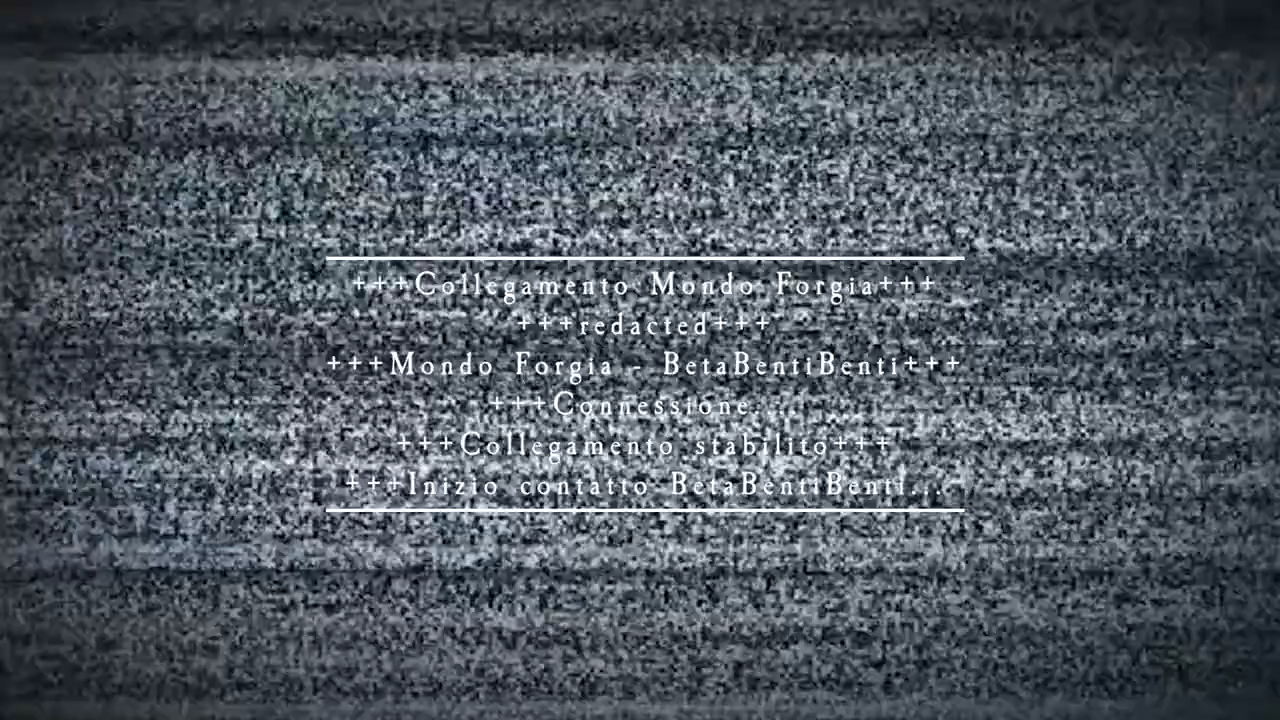 +++Collegamento Mondo Forgia+++
+++redacted+++
+++Mondo Forgia - BetaBentiBenti+++
+++Connessione....
+++Collegamento stabilito+++
+++Inizio contatto BetaBentiBenti...